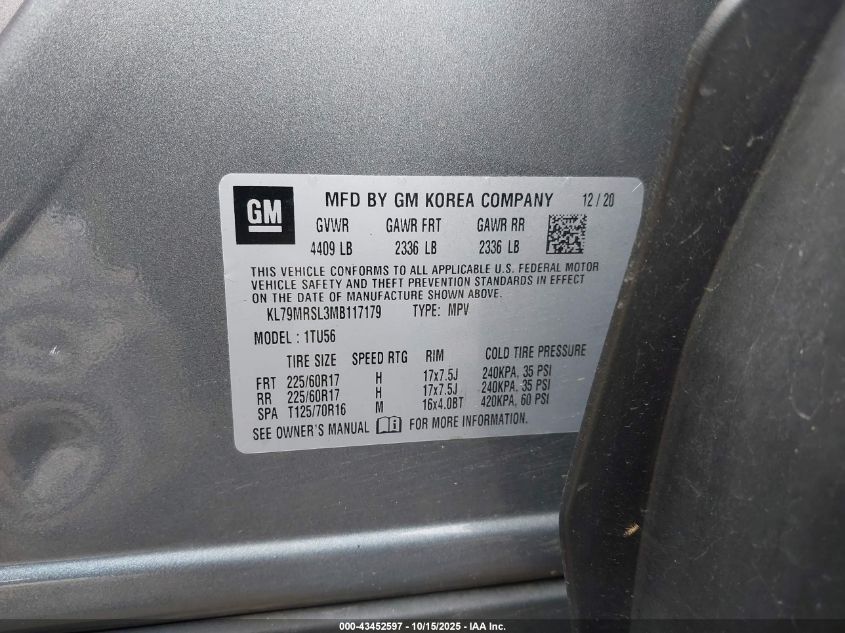 GM
MFD BY GM KOREA COMPANY 12 / 20
GVWR GAWR FRT GAWR RR
4409 LB 2336 LB 2336 LB
THIS VEHICLE CONFORMS TO ALL APPLICABLE U.S. FEDERAL MOTOR
VEHICLE SAFETY AND THEFT PREVENTION STANDARDS IN EFFECT
ON THE DATE OF MANUFACTURE SHOWN ABOVE.
KL79MRSL3MB117179 TYPE: MPV
MODEL : 1TU56
TIRE SIZE SPEED RTG RIM COLD TIRE PRESSURE
FRT 225/60R17 H 17x7.5J 240KPA, 35 PSI
RR 225/60R17 H 17x7.5J 240KPA, 35 PSI
SPA T125/70R16 M 16x4.0BT 420KPA, 60 PSI
SEE OWNER'S MANUAL FOR MORE INFORMATION.
000-43452597 - 10/15/2025 - IAA Inc.